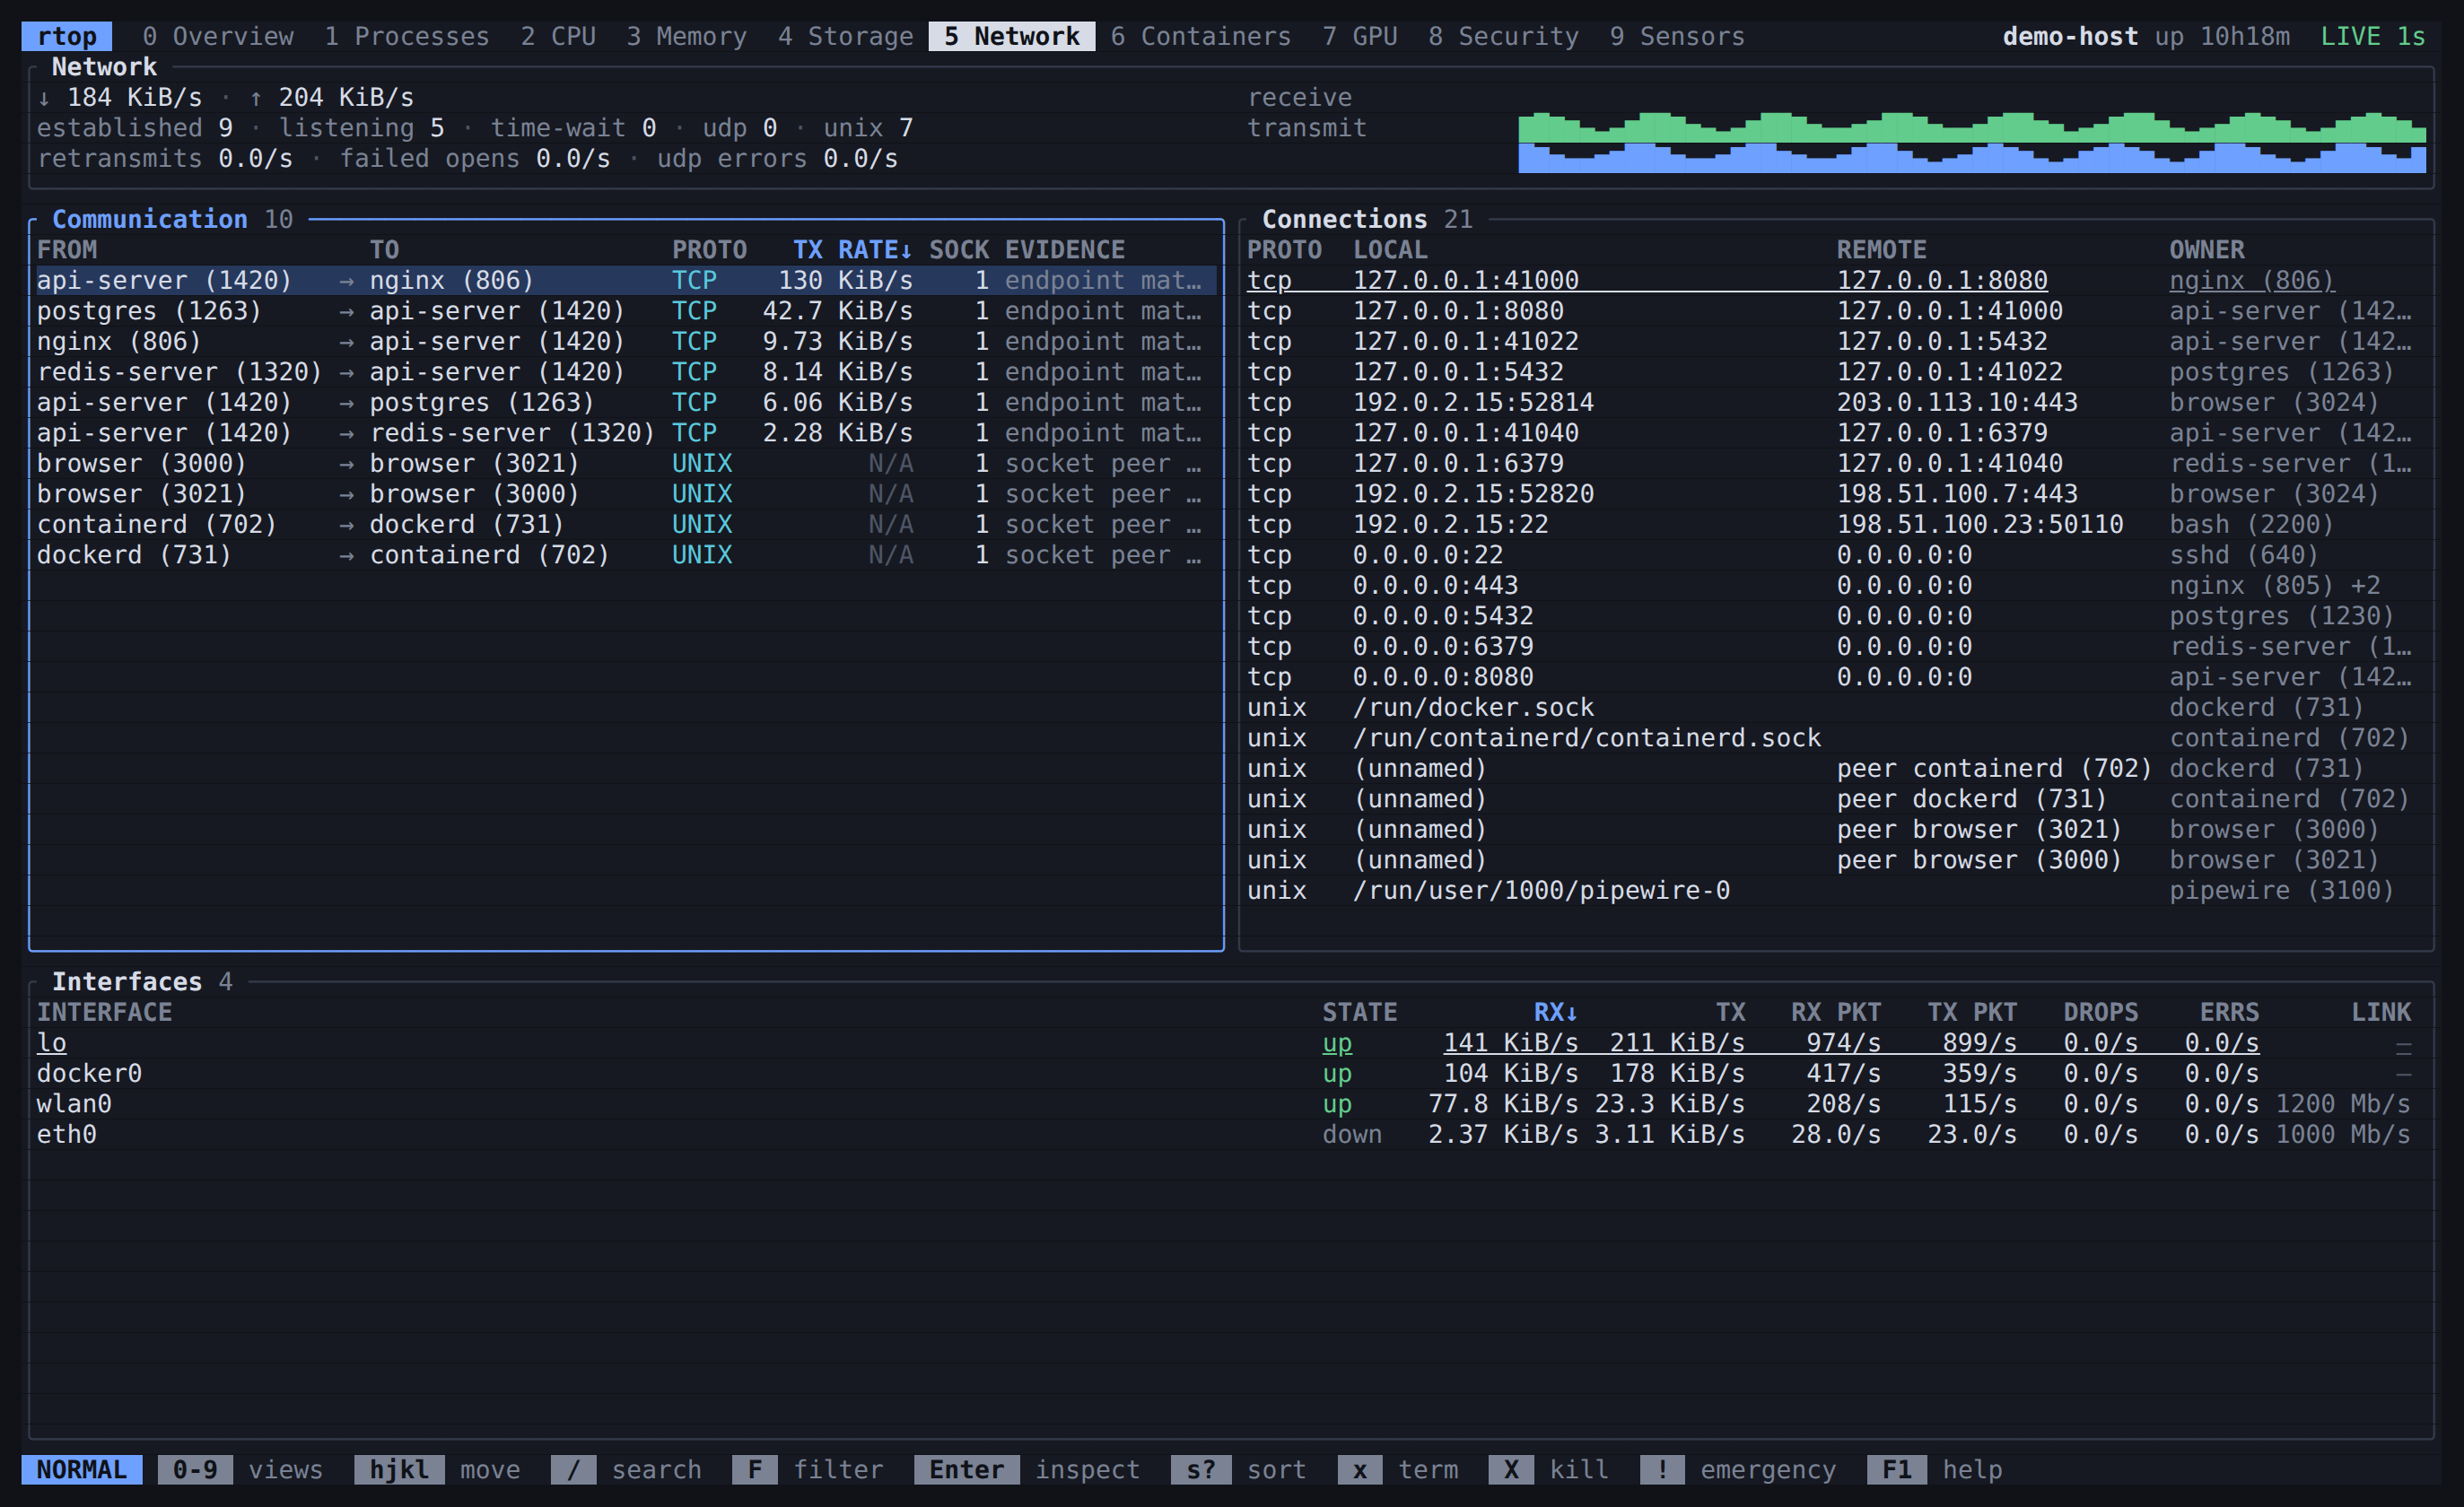 rtop 0 Overview 1 Processes 2 CPU 3 Memory 4 Storage 5 Network 6 Containers 7 GPU 8 Security 9 Sensors demo-host up 10h18m LIVE 1s
Network
↓ 184 KiB/s · ↑ 204 KiB/s
established 9 · listening 5 · time-wait 0 · udp 0 · unix 7
retransmits 0.0/s · failed opens 0.0/s · udp errors 0.0/s
receive
transmit
Communication 10
FROM TO PROTO TX RATE↓ SOCK EVIDENCE
api-server (1420) → nginx (806) TCP 130 KiB/s 1 endpoint mat…
postgres (1263) → api-server (1420) TCP 42.7 KiB/s 1 endpoint mat…
nginx (806) → api-server (1420) TCP 9.73 KiB/s 1 endpoint mat…
redis-server (1320) → api-server (1420) TCP 8.14 KiB/s 1 endpoint mat…
api-server (1420) → postgres (1263) TCP 6.06 KiB/s 1 endpoint mat…
api-server (1420) → redis-server (1320) TCP 2.28 KiB/s 1 endpoint mat…
browser (3000) → browser (3021) UNIX N/A 1 socket peer …
browser (3021) → browser (3000) UNIX N/A 1 socket peer …
containerd (702) → dockerd (731) UNIX N/A 1 socket peer …
dockerd (731) → containerd (702) UNIX N/A 1 socket peer …
Connections 21
PROTO LOCAL REMOTE OWNER
tcp 127.0.0.1:41000 127.0.0.1:8080 nginx (806)
tcp 127.0.0.1:8080 127.0.0.1:41000 api-server (142…
tcp 127.0.0.1:41022 127.0.0.1:5432 api-server (142…
tcp 127.0.0.1:5432 127.0.0.1:41022 postgres (1263)
tcp 192.0.2.15:52814 203.0.113.10:443 browser (3024)
tcp 127.0.0.1:41040 127.0.0.1:6379 api-server (142…
tcp 127.0.0.1:6379 127.0.0.1:41040 redis-server (1…
tcp 192.0.2.15:52820 198.51.100.7:443 browser (3024)
tcp 192.0.2.15:22 198.51.100.23:50110 bash (2200)
tcp 0.0.0.0:22 0.0.0.0:0 sshd (640)
tcp 0.0.0.0:443 0.0.0.0:0 nginx (805) +2
tcp 0.0.0.0:5432 0.0.0.0:0 postgres (1230)
tcp 0.0.0.0:6379 0.0.0.0:0 redis-server (1…
tcp 0.0.0.0:8080 0.0.0.0:0 api-server (142…
unix /run/docker.sock dockerd (731)
unix /run/containerd/containerd.sock containerd (702)
unix (unnamed) peer containerd (702) dockerd (731)
unix (unnamed) peer dockerd (731) containerd (702)
unix (unnamed) peer browser (3021) browser (3000)
unix (unnamed) peer browser (3000) browser (3021)
unix /run/user/1000/pipewire-0 pipewire (3100)
Interfaces 4
INTERFACE STATE RX↓ TX RX PKT TX PKT DROPS ERRS LINK
lo up 141 KiB/s 211 KiB/s 974/s 899/s 0.0/s 0.0/s —
docker0 up 104 KiB/s 178 KiB/s 417/s 359/s 0.0/s 0.0/s —
wlan0 up 77.8 KiB/s 23.3 KiB/s 208/s 115/s 0.0/s 0.0/s 1200 Mb/s
eth0 down 2.37 KiB/s 3.11 KiB/s 28.0/s 23.0/s 0.0/s 0.0/s 1000 Mb/s
NORMAL 0-9 views hjkl move / search F filter Enter inspect s? sort x term X kill ! emergency F1 help